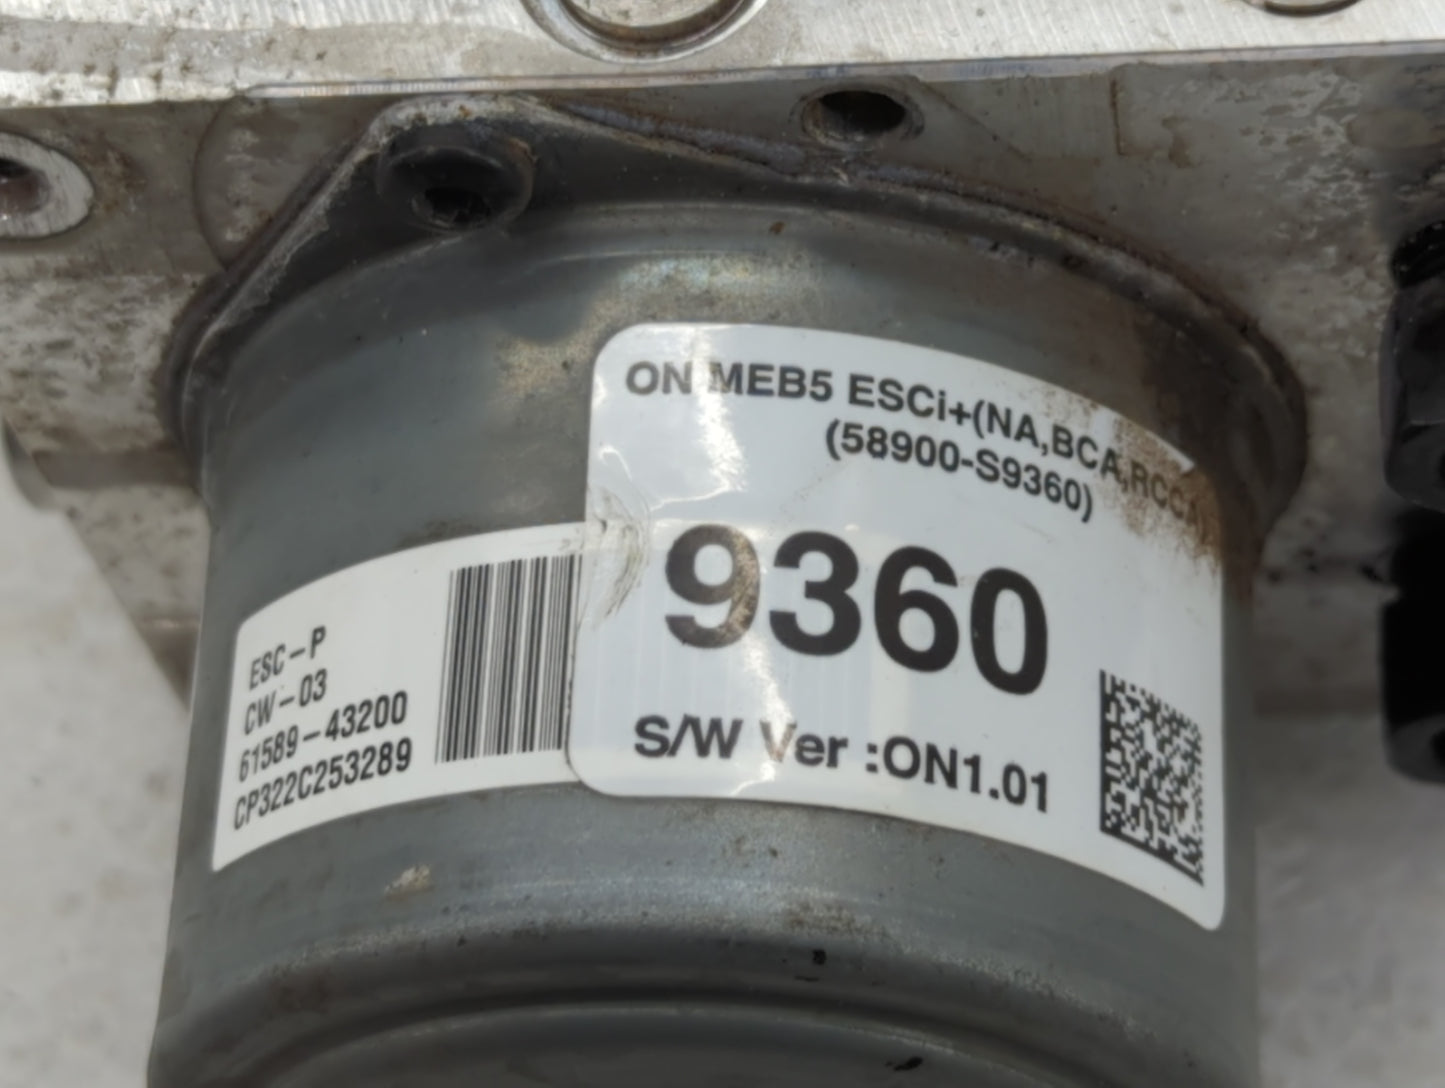 ON MEB5 ESCi+(NA,BCA,RCCA)
(58900-S9360)
9360
S/W Ver :ON1.01
ESC-P
CW-03
61589-43200
CP322C253289